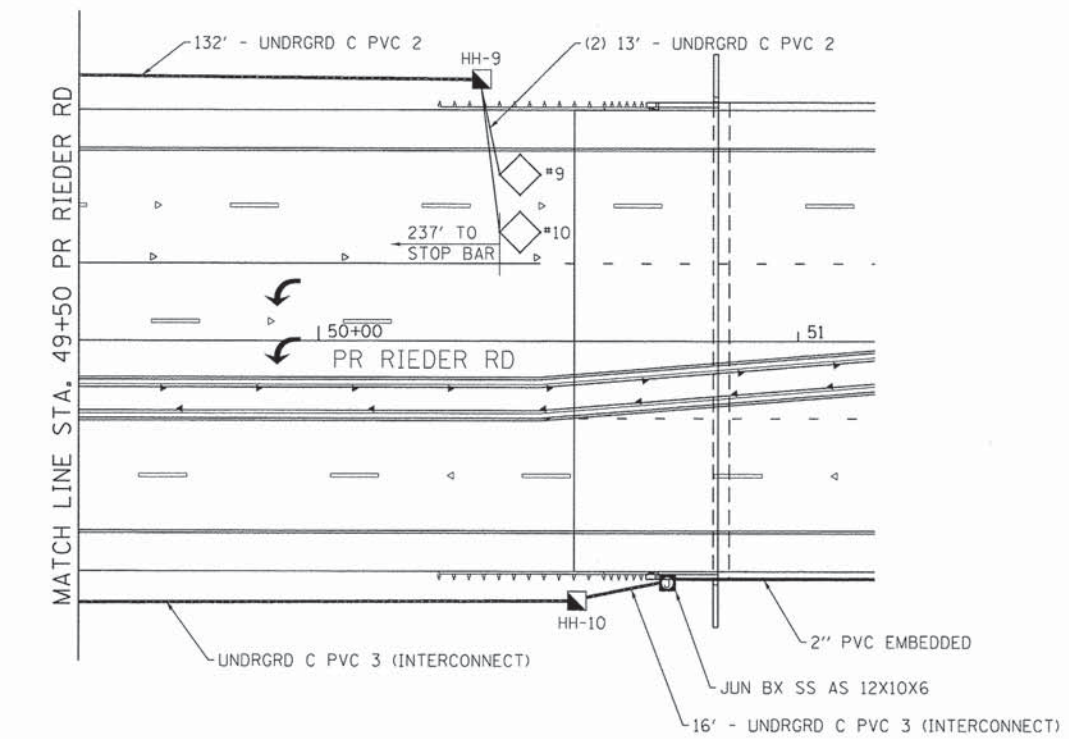 132' - UNDRGRD C PVC 2
(2) 13' - UNDRGRD C PVC 2
HH-9
MATCH LINE STA. 49+50 PR RIEDER RD
#9
#10
237' TO
STOP BAR
50+00
51
PR RIEDER RD
HH-10
J
2" PVC EMBEDDED
UNDRGRD C PVC 3 (INTERCONNECT)
JUN BX SS AS 12X10X6
16' - UNDRGRD C PVC 3 (INTERCONNECT)